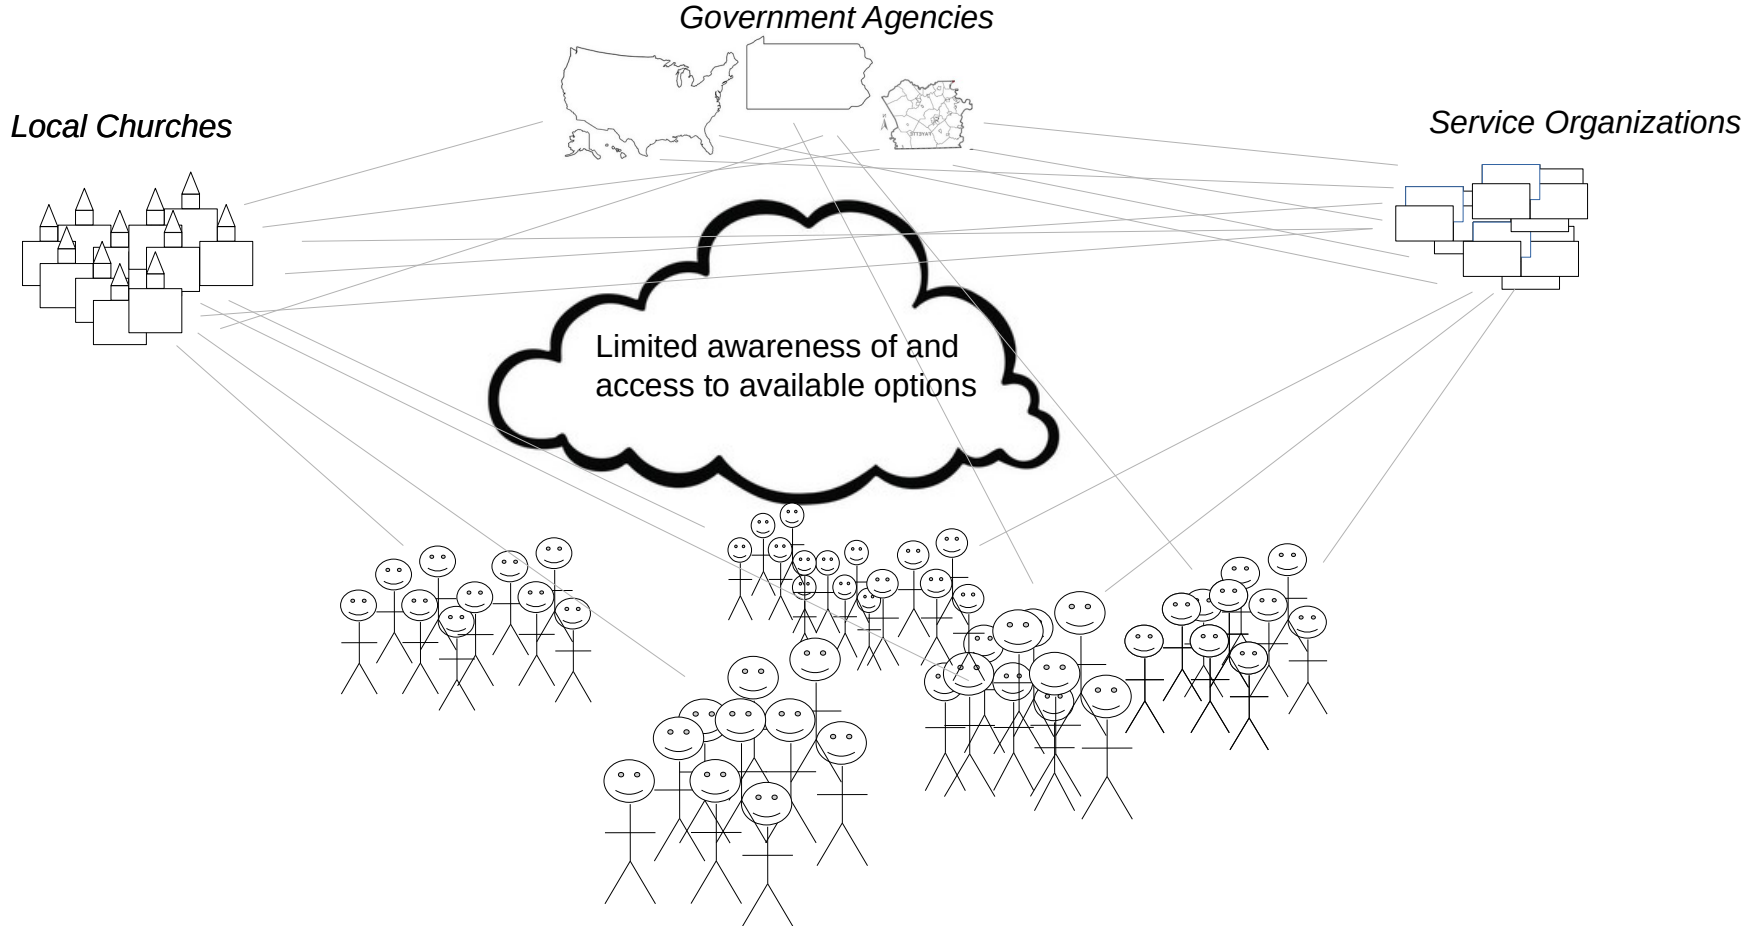 Government Agencies
Local Churches
Service Organizations
Limited awareness of and
access to available options